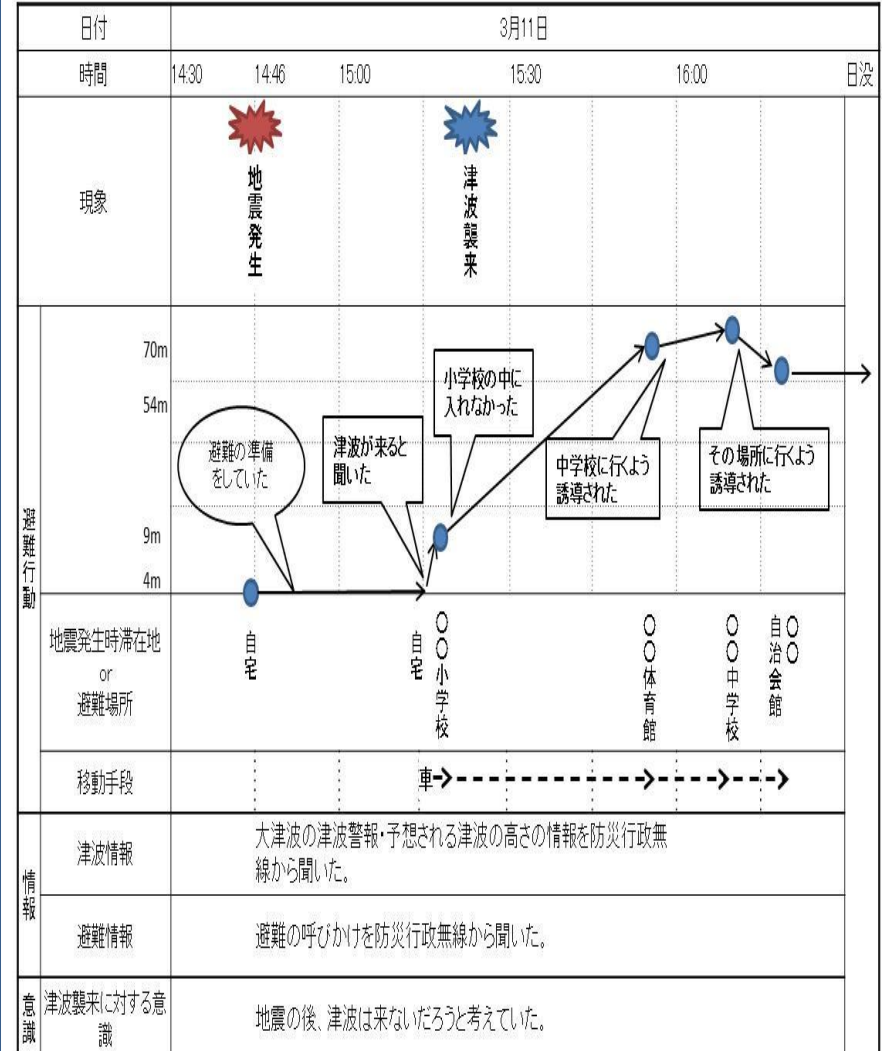 日付
3月11日
時間
14:30
14:46
15:00
15:30
16:00
日没
現象
地震発生
津波襲来
避難行動
70m
54m
9m
4m
避難の準備
をしていた
津波が来ると
聞いた
小学校の中に
入れなかった
中学校に行くよう
誘導された
その場所に行くよう
誘導された
地震発生時滞在地
or
避難場所
自宅
自宅
○○小学校
○○体育館
○○中学校
○○
自治会館
移動手段
車
情報
津波情報
大津波の津波警報・予想される津波の高さの情報を防災行政無
線から聞いた。
避難情報
避難の呼びかけを防災行政無線から聞いた。
意識
津波襲来に対する意
識
地震の後、津波は来ないだろうと考えていた。